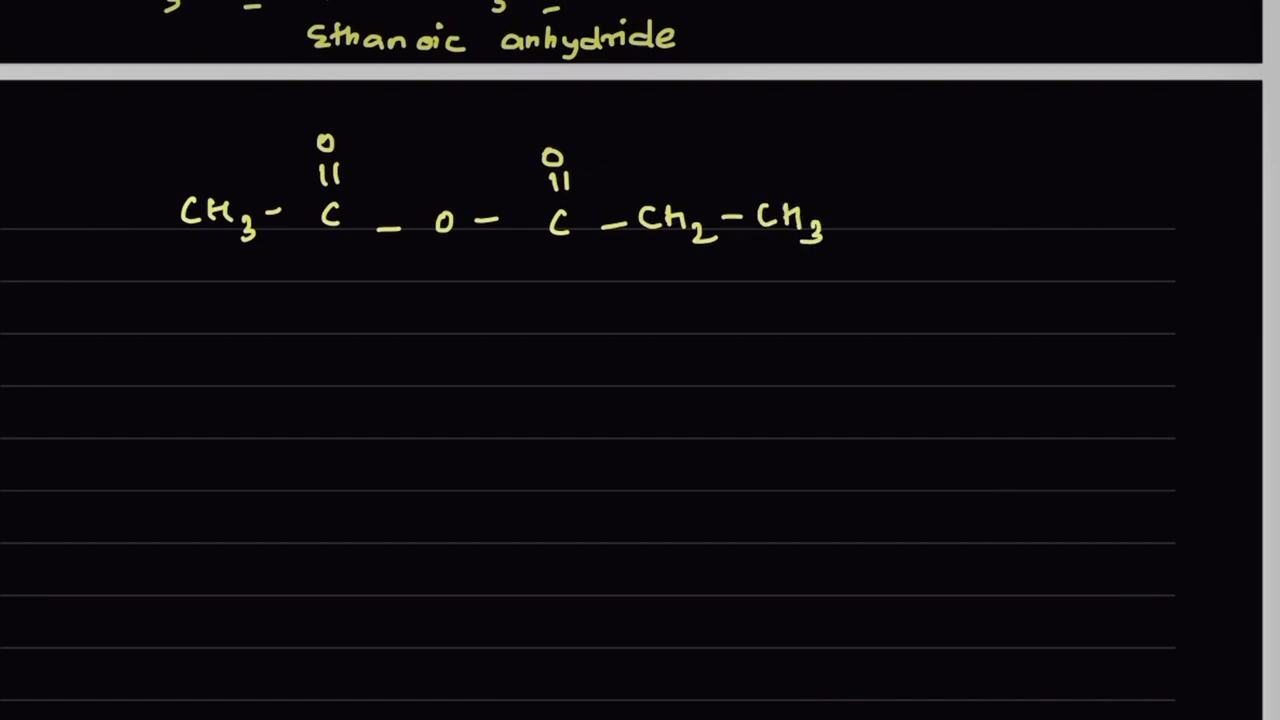 Ethanoic anhydride
O O
|| ||
CH3 - C - O - C - CH2 - CH3